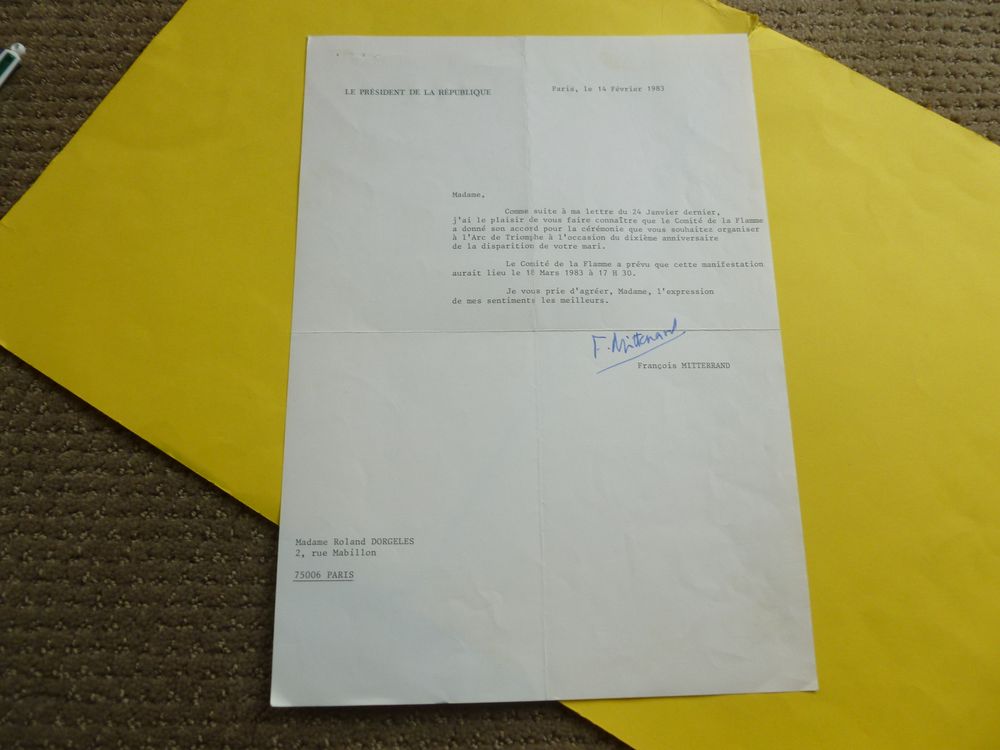 LE PRÉSIDENT DE LA RÉPUBLIQUE
Paris, le 14 Février 1983
Madame,
Comme suite à ma lettre du 24 Janvier dernier,
j'ai le plaisir de vous faire connaître que le Comité de la Flamme
a donné son accord pour la cérémonie que vous souhaitez organiser
à l'Arc de Triomphe à l'occasion du dixième anniversaire
de la disparition de votre mari.
Le Comité de la Flamme a prévu que cette manifestation
aurait lieu le 18 Mars 1983 à 17 H 30.
Je vous prie d'agréer, Madame, l'expression
de mes sentiments les meilleurs.
F. Mitterrand
François MITTERRAND
Madame Roland DORGELES
2, rue Mabillon
75006 PARIS